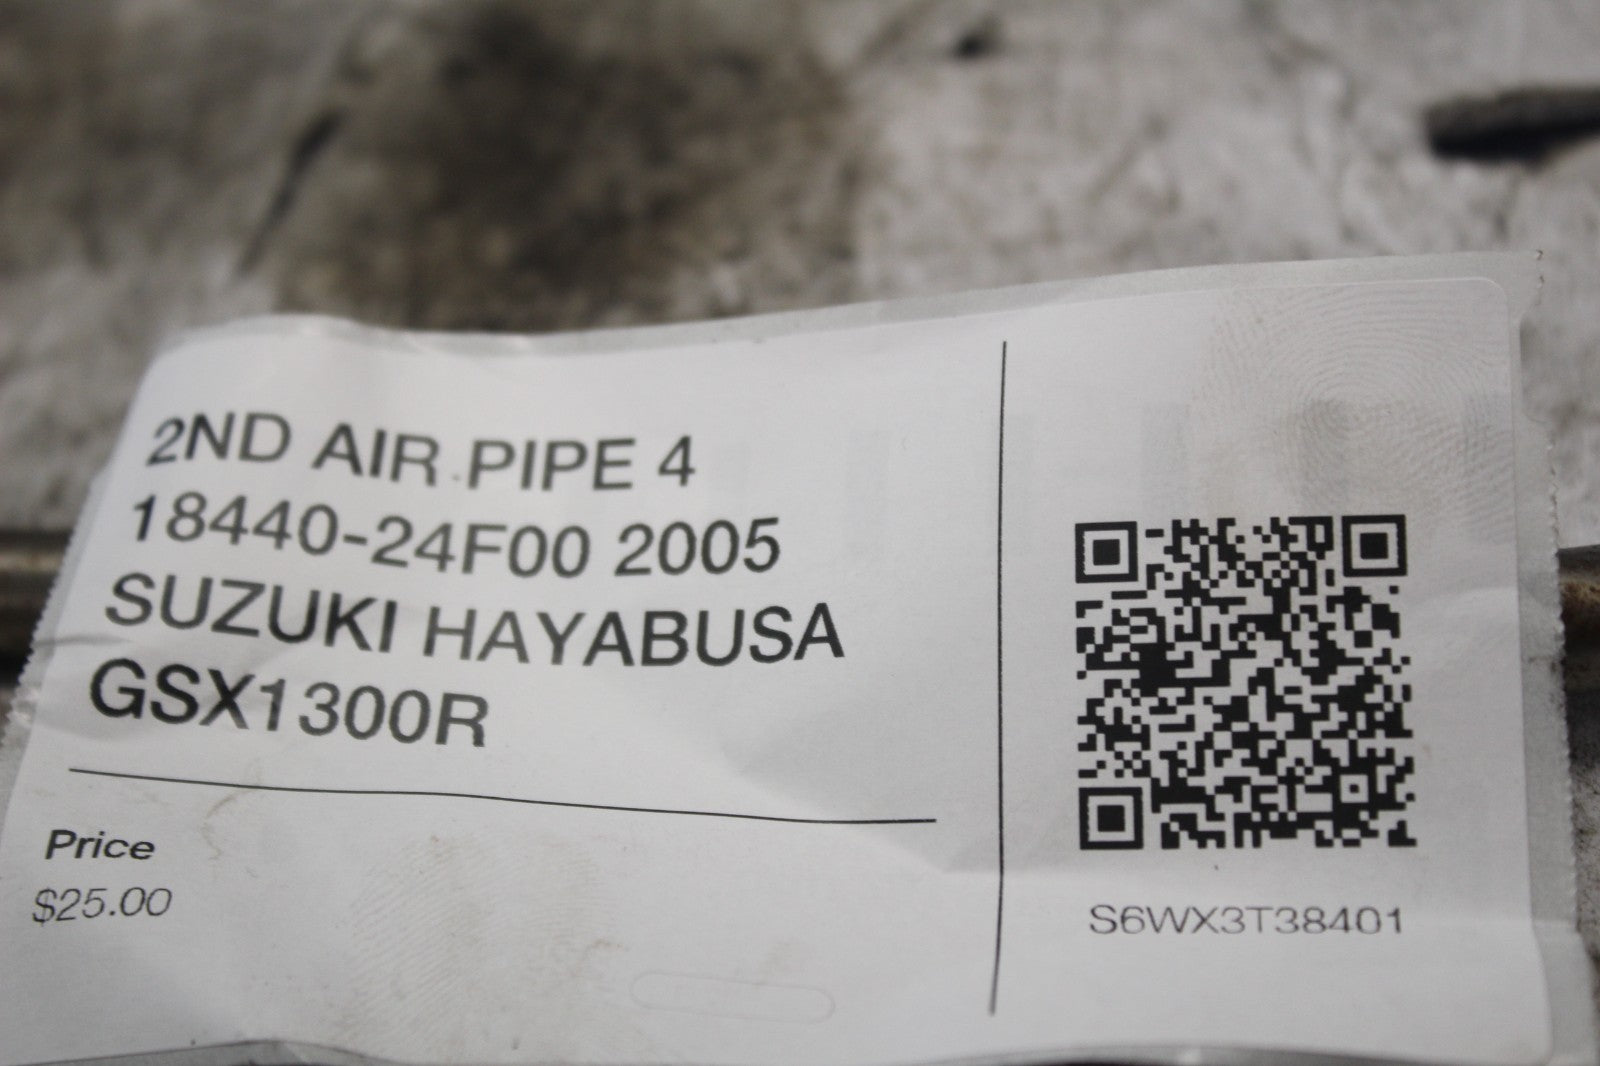 2ND AIR PIPE 4
18440-24F00 2005
SUZUKI HAYABUSA
GSX1300R
Price
$25.00
S6WX3T38401